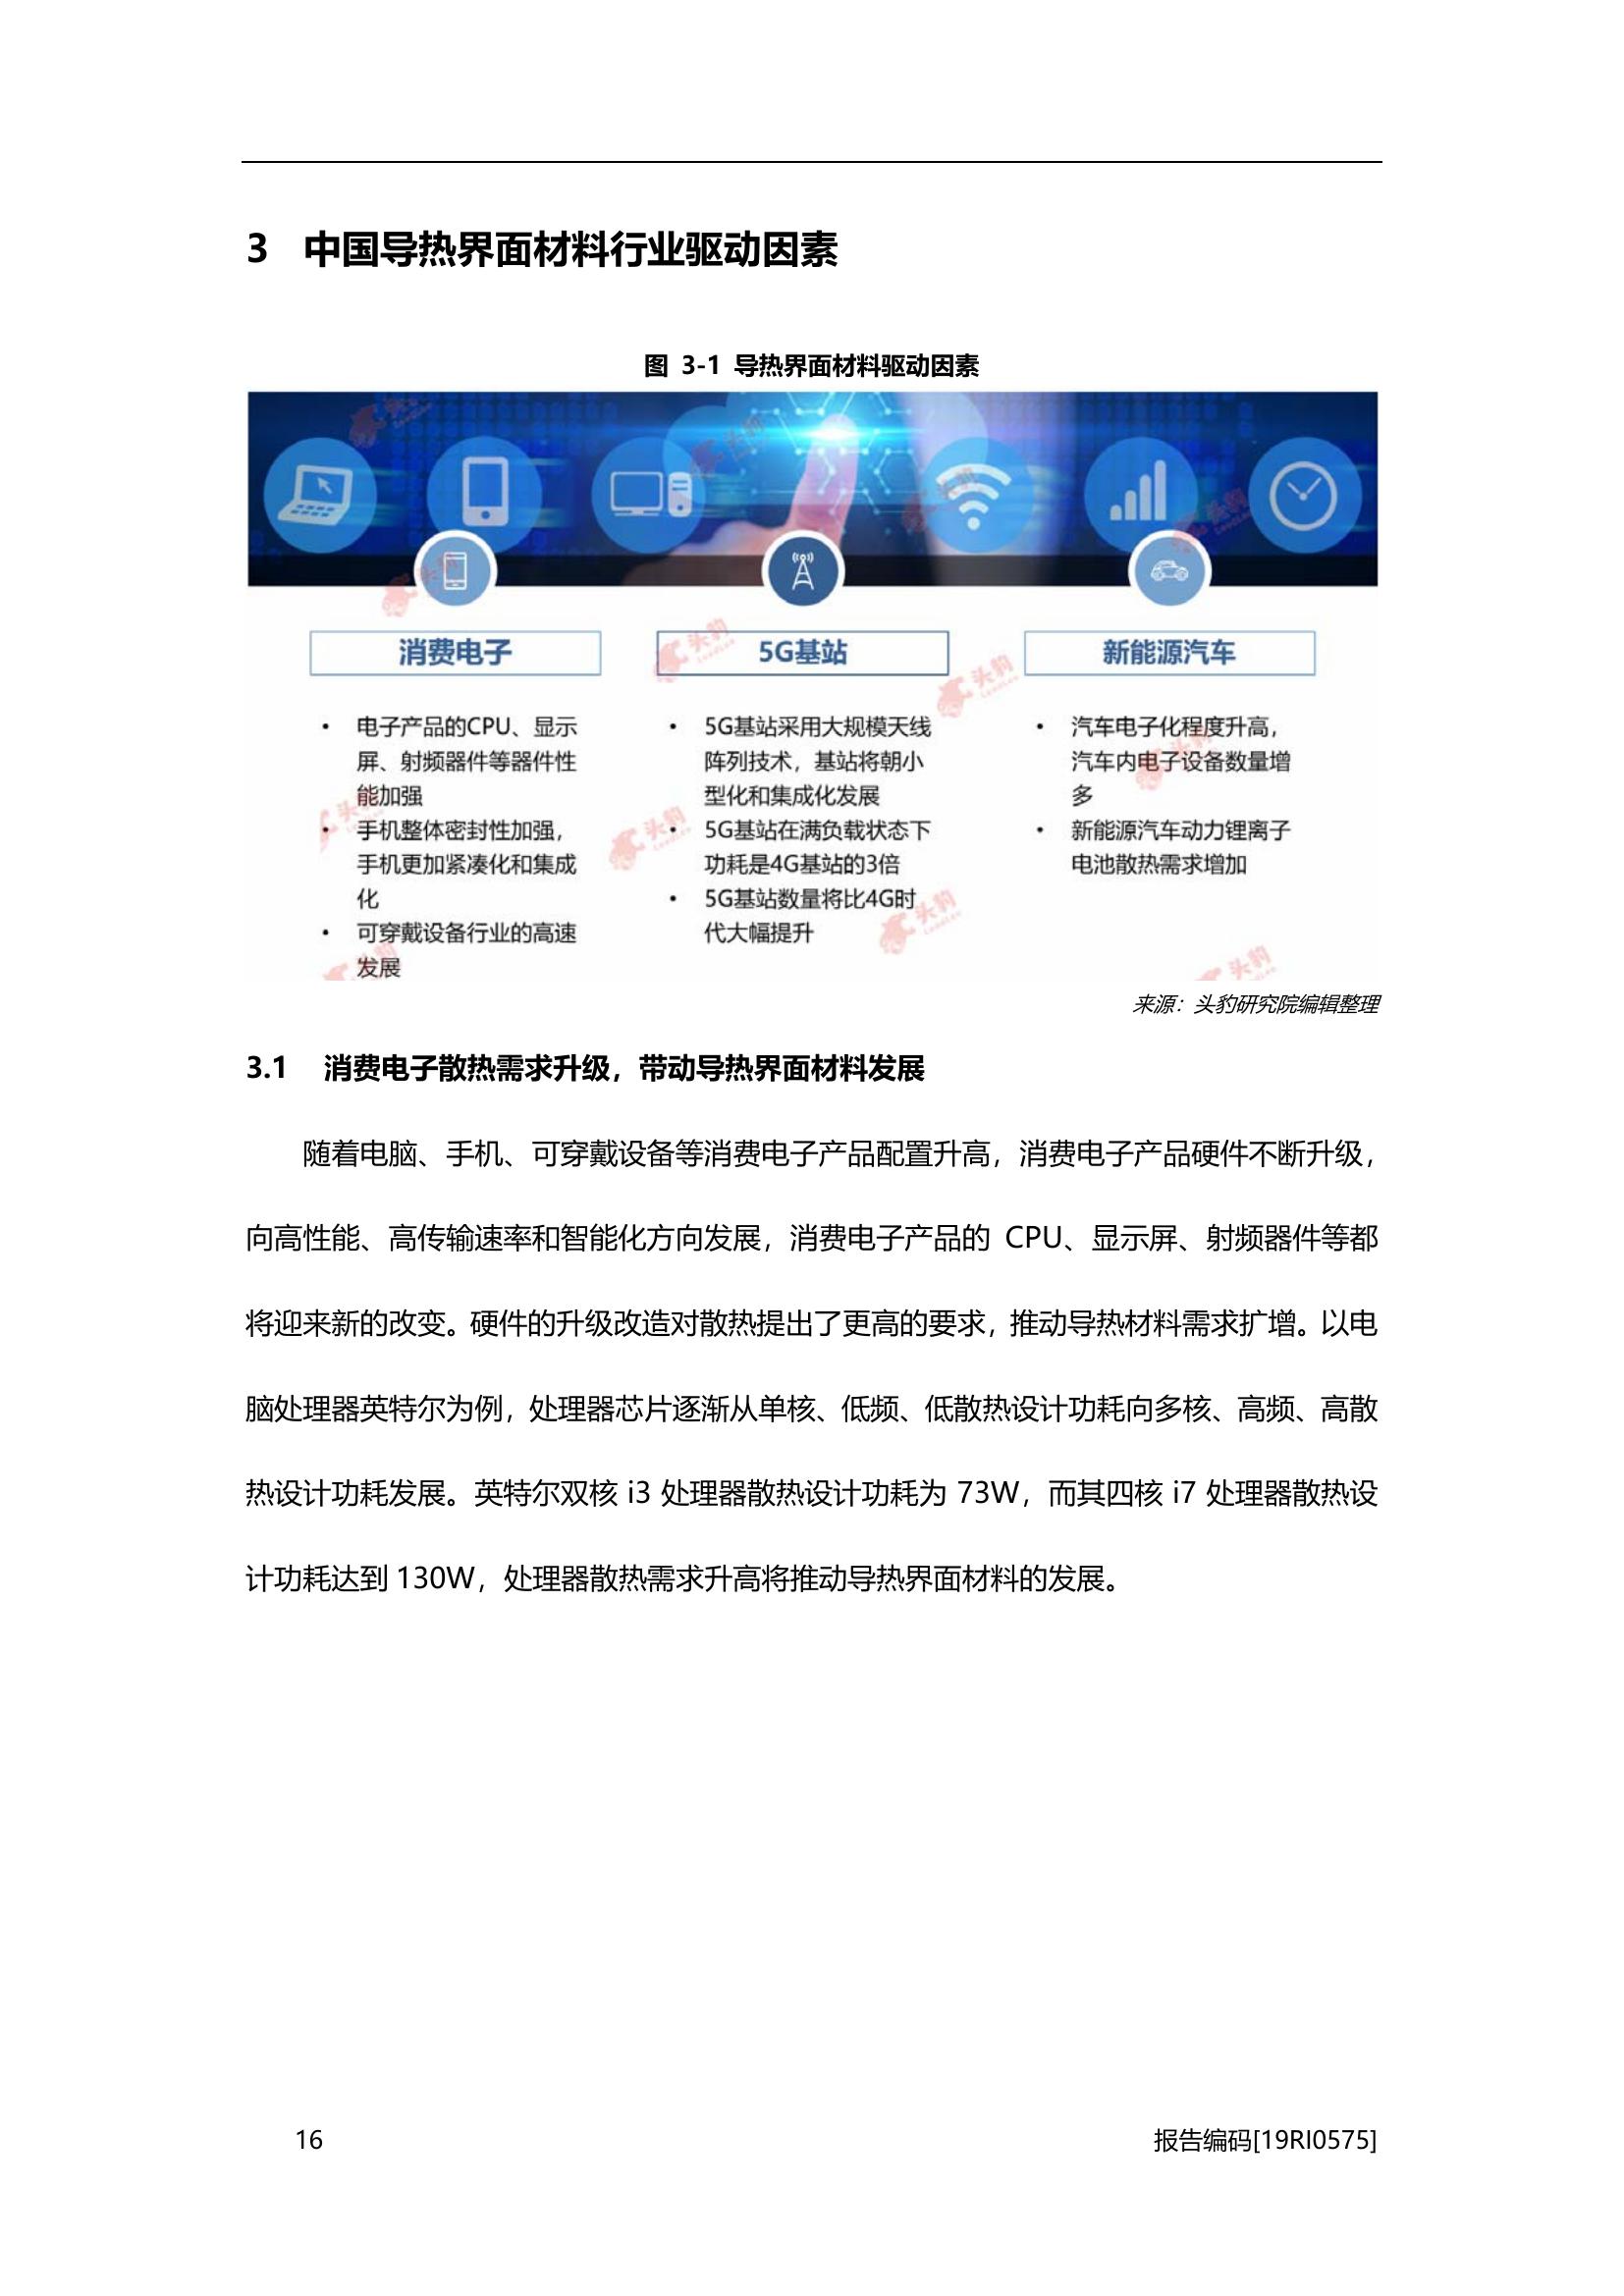 3 中国导热界面材料行业驱动因素
图 3-1 导热界面材料驱动因素
消费电子
• 电子产品的CPU、显示
屏、射频器件等器件性
能加强
• 手机整体密封性加强，
手机更加紧凑化和集成
化
• 可穿戴设备行业的高速
发展
5G基站
• 5G基站采用大规模天线
阵列技术，基站将朝小
型化和集成化发展
• 5G基站在满负载状态下
功耗是4G基站的3倍
• 5G基站数量将比4G时
代大幅提升
新能源汽车
• 汽车电子化程度升高，
汽车内电子设备数量增
多
• 新能源汽车动力锂离子
电池散热需求增加
来源：头豹研究院编辑整理
3.1 消费电子散热需求升级，带动导热界面材料发展
随着电脑、手机、可穿戴设备等消费电子产品配置升高，消费电子产品硬件不断升级，
向高性能、高传输速率和智能化方向发展，消费电子产品的 CPU、显示屏、射频器件等都
将迎来新的改变。硬件的升级改造对散热提出了更高的要求，推动导热材料需求扩增。以电
脑处理器英特尔为例，处理器芯片逐渐从单核、低频、低散热设计功耗向多核、高频、高散
热设计功耗发展。英特尔双核 i3 处理器散热设计功耗为 73W，而其四核 i7 处理器散热设
计功耗达到 130W，处理器散热需求升高将推动导热界面材料的发展。
16
报告编码[19RI0575]